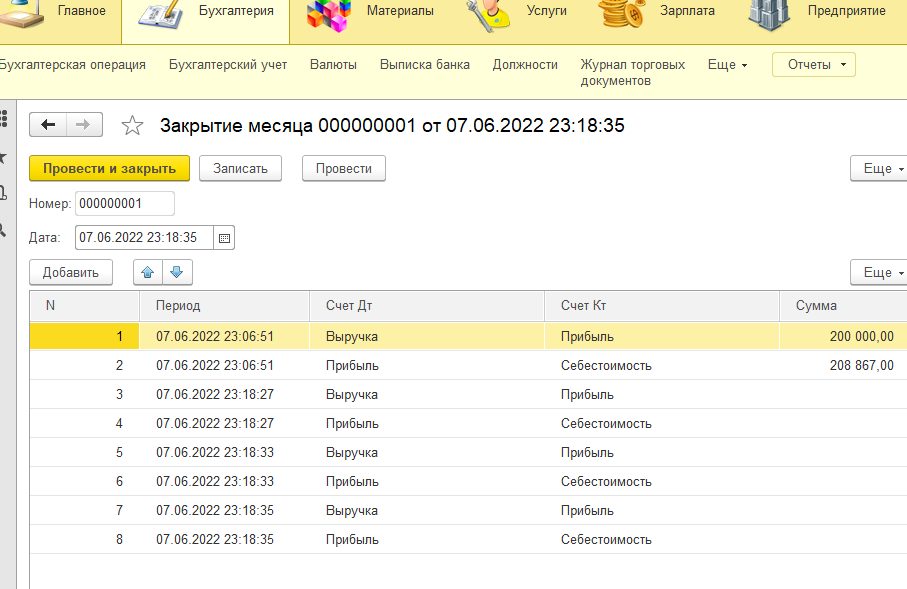 Главное Бухгалтерия Материалы Услуги Зарплата Предприятие
Бухгалтерская операция Бухгалтерский учет Валюты Выписка банка Должности Журнал торговых документов Еще Отчеты
Закрытие месяца 000000001 от 07.06.2022 23:18:35
Провести и закрыть Записать Провести Еще
Номер: 000000001
Дата: 07.06.2022 23:18:35
Добавить Еще
N Период Счет Дт Счет Кт Сумма
1 07.06.2022 23:06:51 Выручка Прибыль 200 000,00
2 07.06.2022 23:06:51 Прибыль Себестоимость 208 867,00
3 07.06.2022 23:18:27 Выручка Прибыль
4 07.06.2022 23:18:27 Прибыль Себестоимость
5 07.06.2022 23:18:33 Выручка Прибыль
6 07.06.2022 23:18:33 Прибыль Себестоимость
7 07.06.2022 23:18:35 Выручка Прибыль
8 07.06.2022 23:18:35 Прибыль Себестоимость